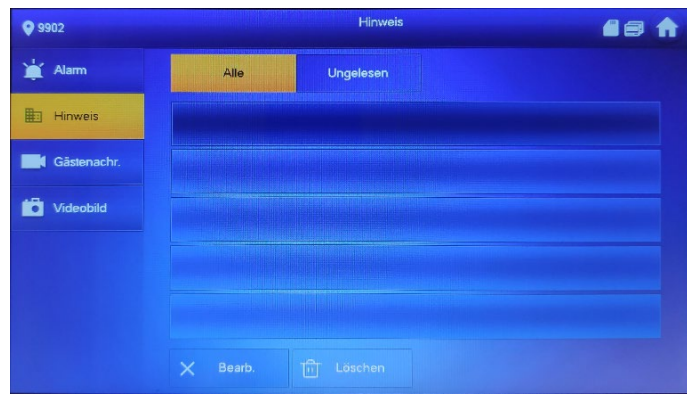 9902
Hinweis
Alarm
Hinweis
Gästenachr.
Videobild
Alle
Ungelesen
Bearb.
Löschen